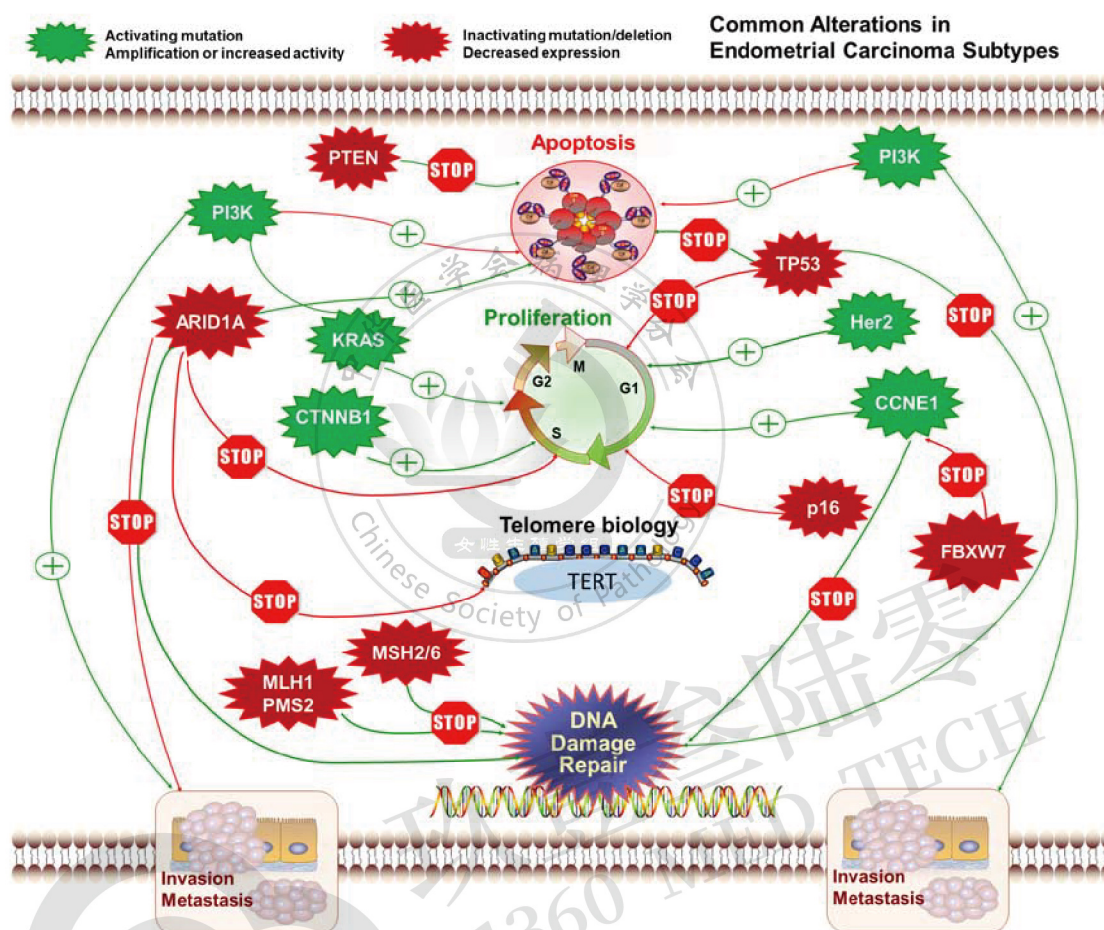 Activating mutation
Amplification or increased activity
Inactivating mutation/deletion
Decreased expression
Common Alterations in
Endometrial Carcinoma Subtypes
PTEN
STOP
Apoptosis
PI3K
+
PI3K
+
STOP
TP53
ARID1A
+
STOP
STOP
+
KRAS
Proliferation
Her2
+
M
G2
G1
S
+
CTNNB1
+
CCNE1
+
STOP
STOP
STOP
p16
STOP
FBXW7
Telomere biology
TERT
+
STOP
STOP
MSH2/6
MLH1
PMS2
STOP
DNA
Damage
Repair
Invasion
Metastasis
Invasion
Metastasis
Chinese Society of Pathology
360 MED TECH